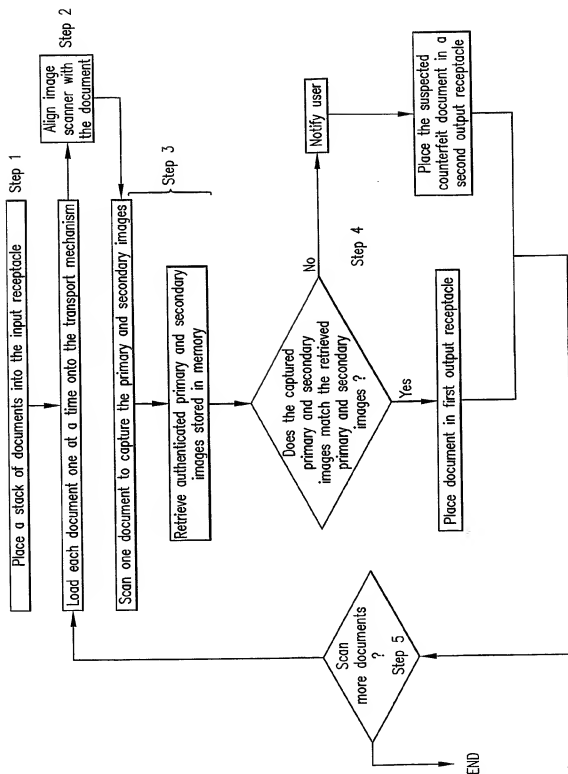 Place a stack of documents into the input receptacle
Step 1
Load each document one at a time onto the transport mechanism
Align image
scanner with
the document
Step 2
Scan one document to capture the primary and secondary images
Step 3
Retrieve authenticated primary and secondary
images stored in memory
Does the captured
primary and secondary
images match the retrieved
primary and secondary
images ?
No
Step 4
Notify user
Yes
Place document in first output receptacle
Place the suspected
counterfeit document in a
second output receptacle
Scan
more documents
?
Step 5
END